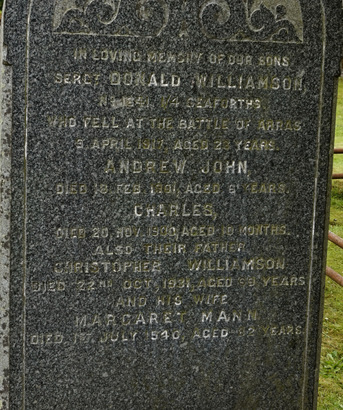 IN LOVING MEMORY OF OUR SONS
SERGT DONALD WILLIAMSON
1/4 SEAFORTHS
WHO FELL AT THE BATTLE OF ARRAS
9 APRIL 1917, AGED 23 YEARS.
ANDREW JOHN
DIED 18 FEB 1901, AGED 6 YEARS.
CHARLES,
DIED 20 NOV 1900, AGED 18 MONTHS.
ALSO THEIR FATHER
CHRISTOPHER WILLIAMSON
DIED 22ND OCT. 1931, AGED YEARS
AND HIS WIFE
MARGARET MANN
DIED 1ST JULY 1940, AGED YEARS